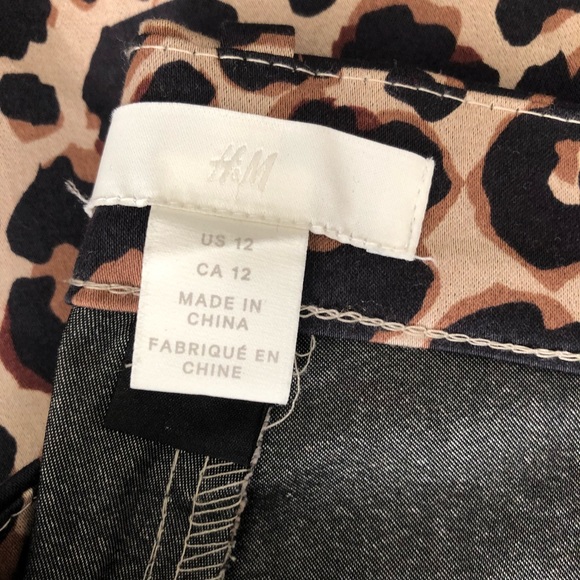 H&M
US 12
CA 12
MADE IN
CHINA
FABRIQUÉ EN
CHINE